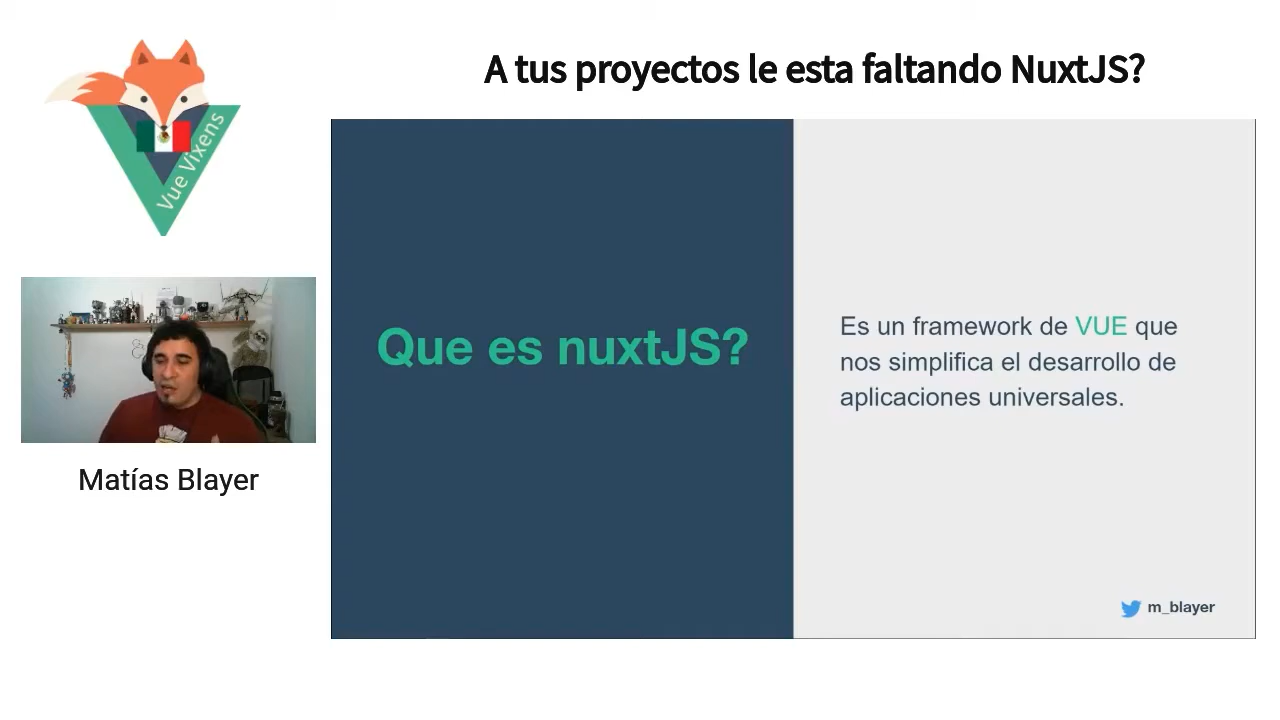 A tus proyectos le esta faltando NuxtJS?
Vue Vixens
Que es nuxtJS?
Es un framework de VUE que
nos simplifica el desarrollo de
aplicaciones universales.
Matías Blayer
m_blayer